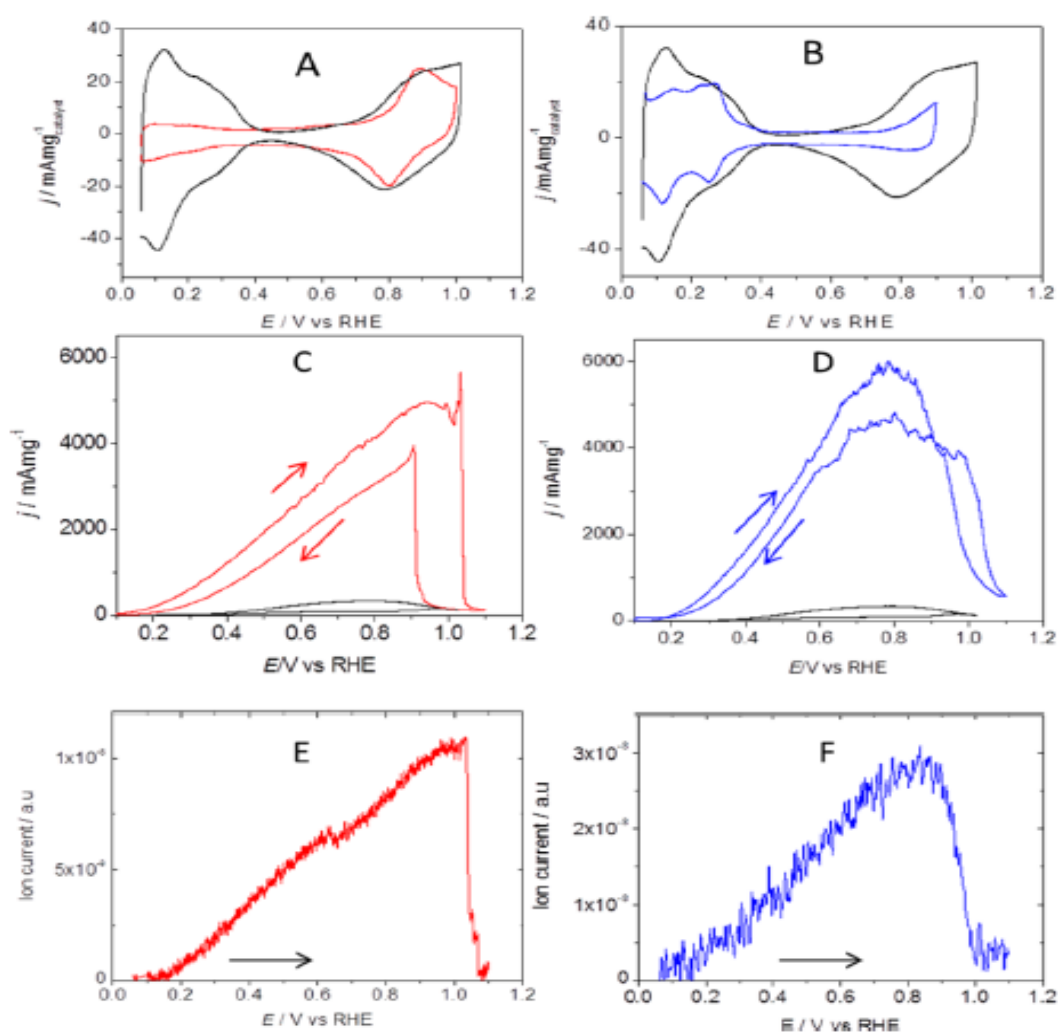 A
j / mAmg⁻¹catalyst
40
20
0
-20
-40
0.0 0.2 0.4 0.6 0.8 1.0 1.2
E / V vs RHE
B
j /mAmg⁻¹catalyst
40
0
-40
0.0 0.2 0.4 0.6 0.8 1.0 1.2
E / V vs RHE
C
j / mAmg⁻¹
6000
4000
2000
0
0.2 0.4 0.6 0.8 1.0 1.2
E/V vs RHE
D
j / mAmg⁻¹
6000
4000
2000
0
0.2 0.4 0.6 0.8 1.0 1.2
E/V vs RHE
E
Ion current / a.u
0
0.0 0.2 0.4 0.6 0.8 1.0 1.2
E / V vs RHE
F
Ion current / a.u
3x10⁻⁸
2x10⁻⁸
1x10⁻⁸
0
0.0 0.2 0.4 0.6 0.8 1.0 1.2
E / V vs RHE